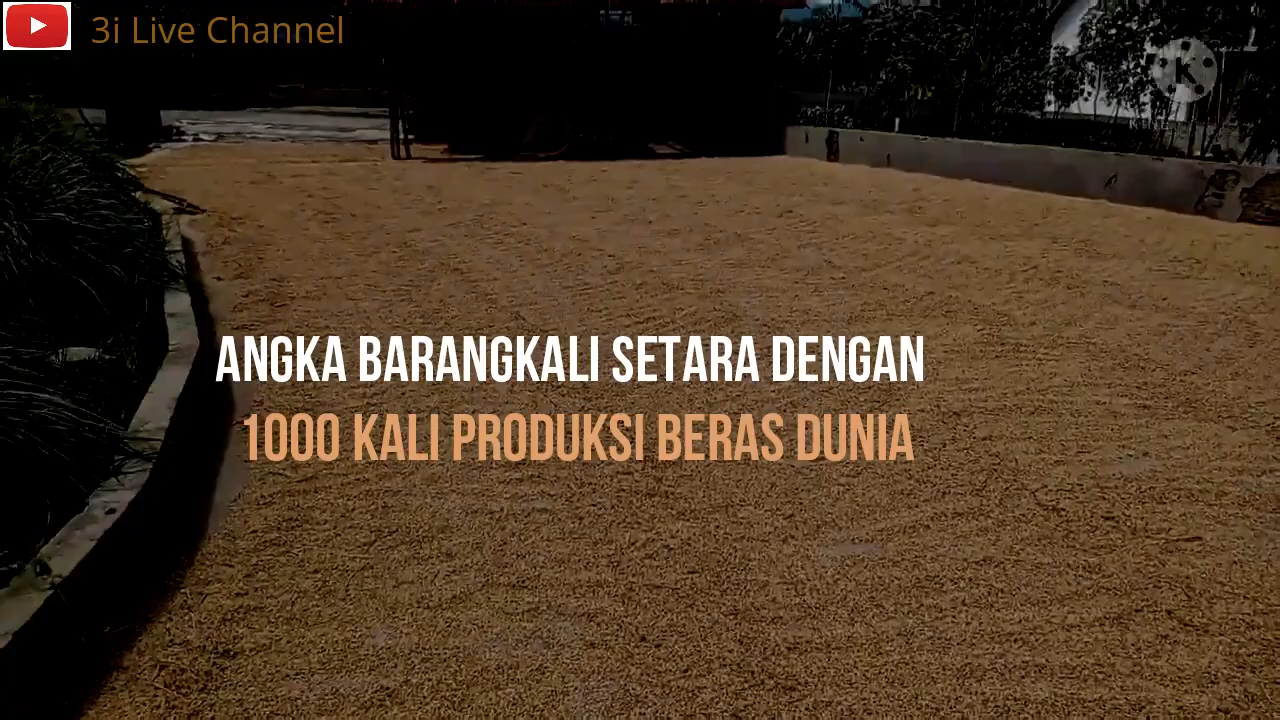 3i Live Channel
K
ANGKA BARANGKALI SETARA DENGAN
1000 KALI PRODUKSI BERAS DUNIA